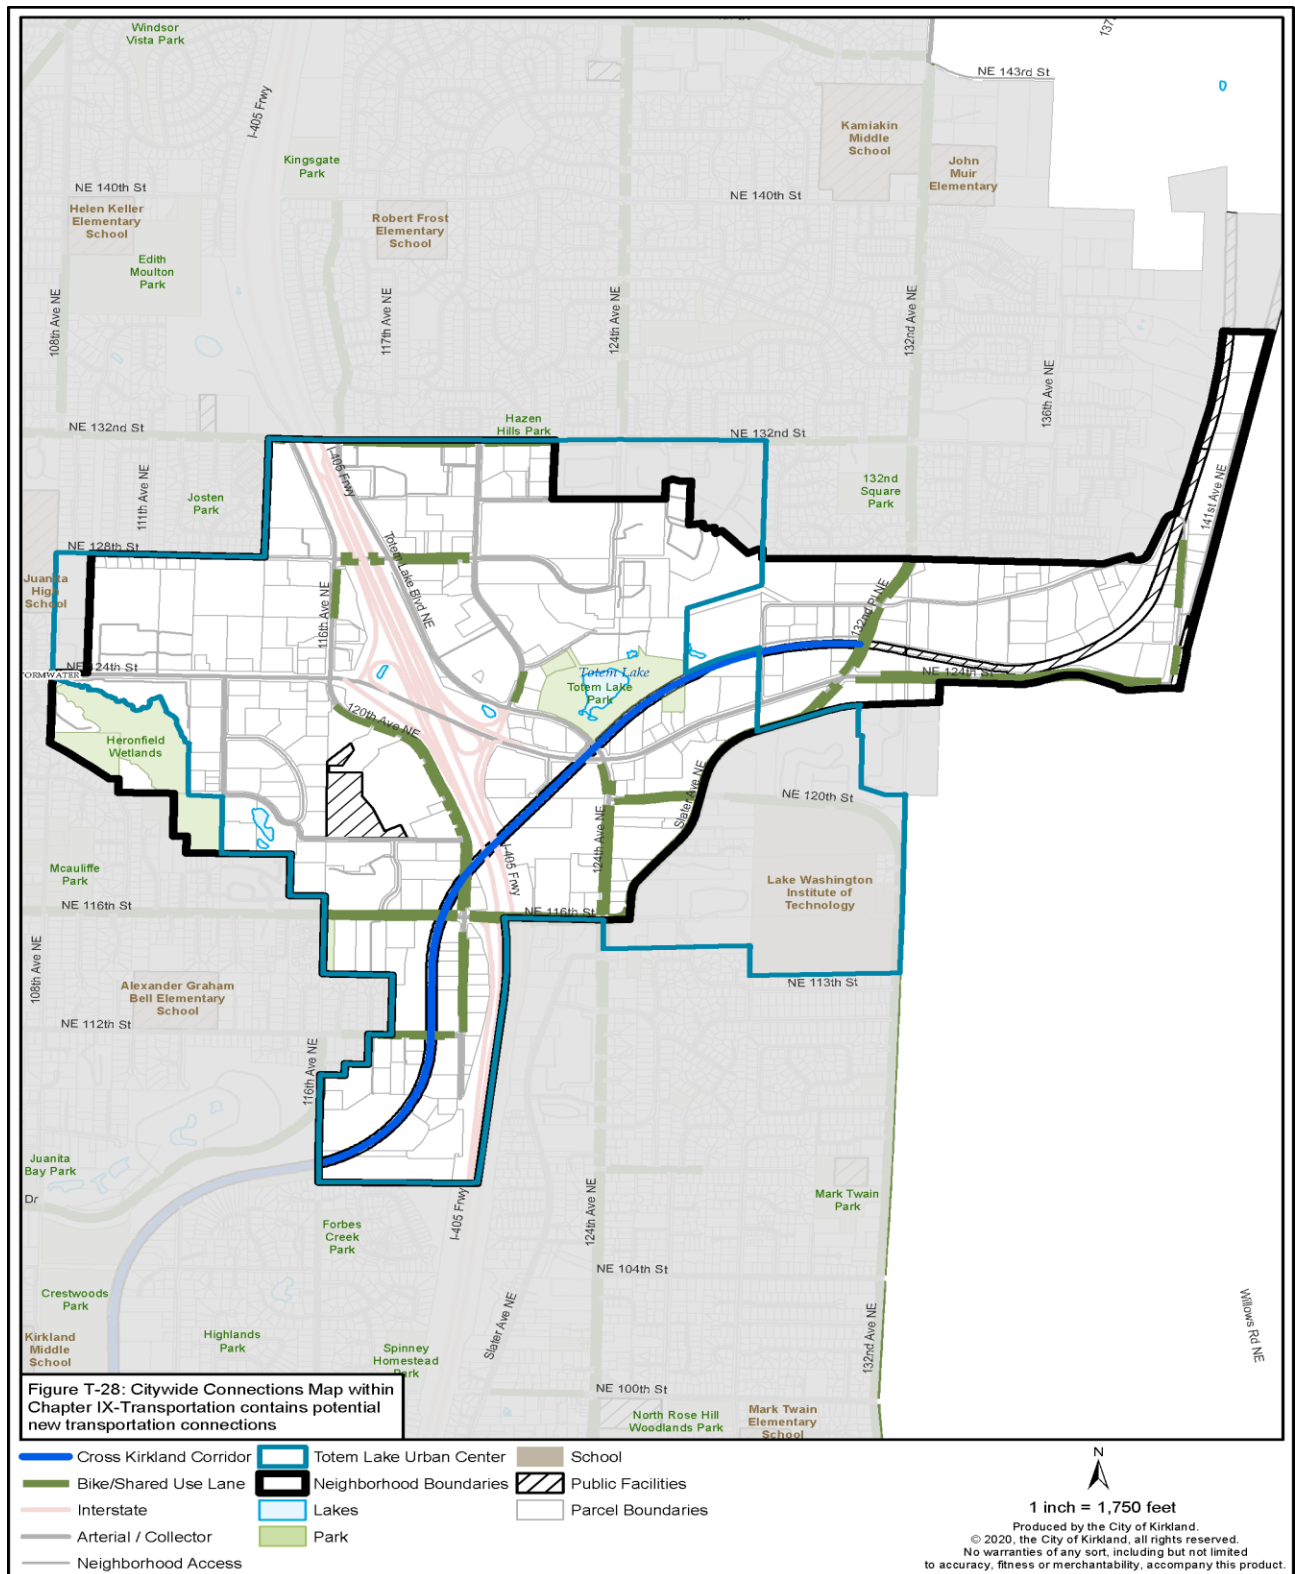 Windsor
Vista Park
137
NE 143rd St
I-405 Frwy
Kamiakin
Middle
School
Kingsgate
Park
John
Muir
Elementary
NE 140th St
NE 140th St
Helen Keller
Elementary
School
Robert Frost
Elementary
School
Edith
Moulton
Park
108th Ave NE
117th Ave NE
124th Ave NE
132nd Ave NE
136th Ave NE
NE 132nd St
Hazen
Hills Park
NE 132nd St
I-405 Frwy
111th Ave NE
Josten
Park
132nd
Square
Park
141st Ave NE
NE 128th St
Juanita
High
School
Totem Lake Blvd NE
116th Ave NE
132nd Pl NE
NE 124th St
ORMWATER
Totem Lake
Totem Lake
Park
NE 124th St
120th Ave NE
Heronfield
Wetlands
Slater Ave NE
NE 120th St
124th Ave NE
I-405 Frwy
Mcauliffe
Park
Lake Washington
Institute of
Technology
NE 116th St
NE 116th St
108th Ave NE
Alexander Graham
Bell Elementary
School
NE 113th St
NE 112th St
116th Ave NE
Juanita
Bay Park
Dr
I-405 Frwy
124th Ave NE
Mark Twain
Park
Forbes
Creek
Park
NE 104th St
Crestwoods
Park
Slater Ave NE
132nd Ave NE
Willows Rd NE
Kirkland
Middle
School
Highlands
Park
Spinney
Homestead
Park
NE 100th St
North Rose Hill
Woodlands Park
Mark Twain
Elementary
School
Figure T-28: Citywide Connections Map within
Chapter IX-Transportation contains potential
new transportation connections
Cross Kirkland Corridor
Bike/Shared Use Lane
Interstate
Arterial / Collector
Neighborhood Access
Totem Lake Urban Center
Neighborhood Boundaries
Lakes
Park
School
Public Facilities
Parcel Boundaries
N
1 inch = 1,750 feet
Produced by the City of Kirkland.
© 2020, the City of Kirkland, all rights reserved.
No warranties of any sort, including but not limited
to accuracy, fitness or merchantability, accompany this product.